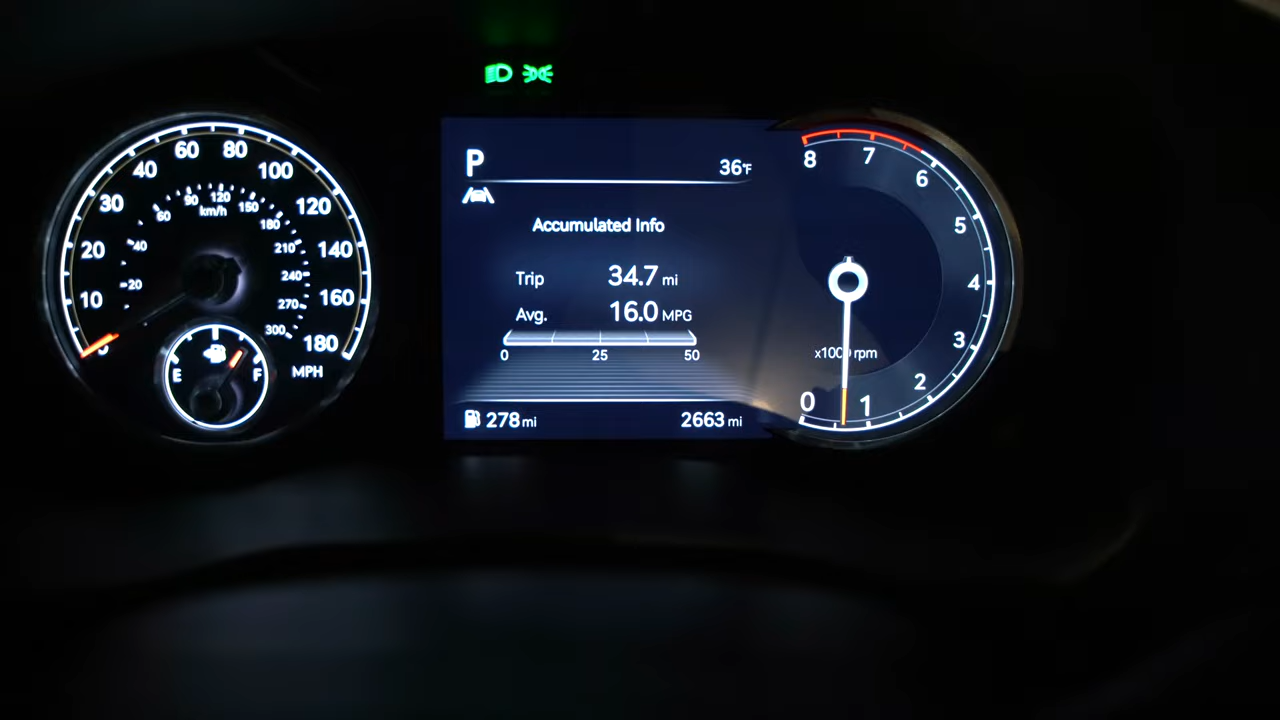 60 80
40 100
30 120
20 140
10 160
0 180
MPH
90 120 150
60 km/h 180
40 210
20 240
270
300
E F
P 36°F
Accumulated Info
Trip 34.7 mi
Avg. 16.0 MPG
0 25 50
278 mi 2663 mi
8 7
6
5
4
3
2
0 1
x1000 rpm